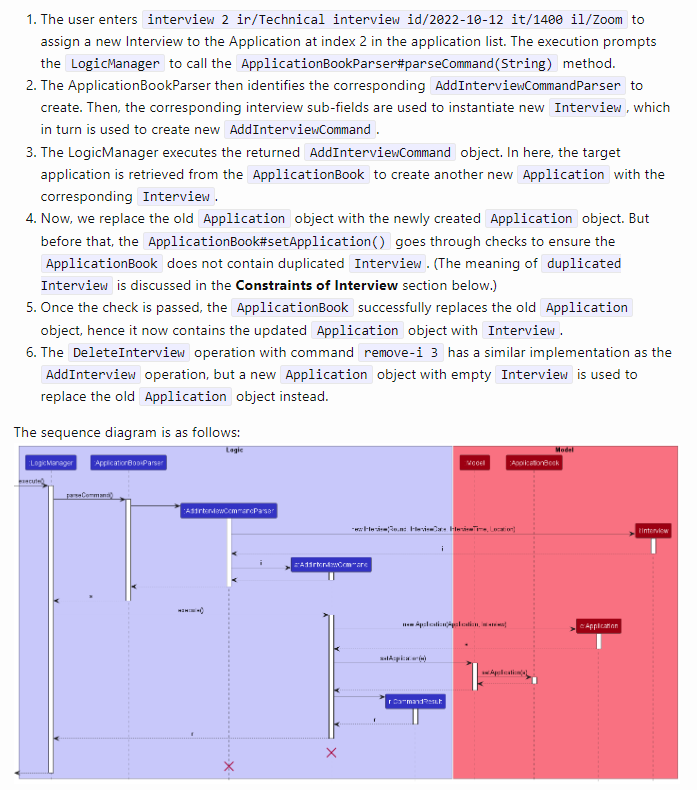 1. The user enters interview 2 ir/Technical interview id/2022-10-12 it/1400 il/Zoom to
assign a new Interview to the Application at index 2 in the application list. The execution prompts
the LogicManager to call the ApplicationBookParser#parseCommand(String) method.
2. The ApplicationBookParser then identifies the corresponding AddInterviewCommandParser to
create. Then, the corresponding interview sub-fields are used to instantiate new Interview, which
in turn is used to create new AddInterviewCommand.
3. The LogicManager executes the returned AddInterviewCommand object. In here, the target
application is retrieved from the ApplicationBook to create another new Application with the
corresponding Interview.
4. Now, we replace the old Application object with the newly created Application object. But
before that, the ApplicationBook#setApplication() goes through checks to ensure the
ApplicationBook does not contain duplicated Interview. (The meaning of duplicated
Interview is discussed in the Constraints of Interview section below.)
5. Once the check is passed, the ApplicationBook successfully replaces the old Application
object, hence it now contains the updated Application object with Interview.
6. The DeleteInterview operation with command remove-i 3 has a similar implementation as the
AddInterview operation, but a new Application object with empty Interview is used to
replace the old Application object instead.
The sequence diagram is as follows:
Logic
Model
:LogicManager
:ApplicationBookParser
:Model
:ApplicationBook
execute()
parseCommand()
:AddInterviewCommandParser
new Interview(Round, InterviewDate, InterviewTime, Location)
i:Interview
i
i
a:AddInterviewCommand
a
execute()
new Application(Application, Interview)
a:Application
a
setApplication(a)
setApplication(a)
r:CommandResult
r
r